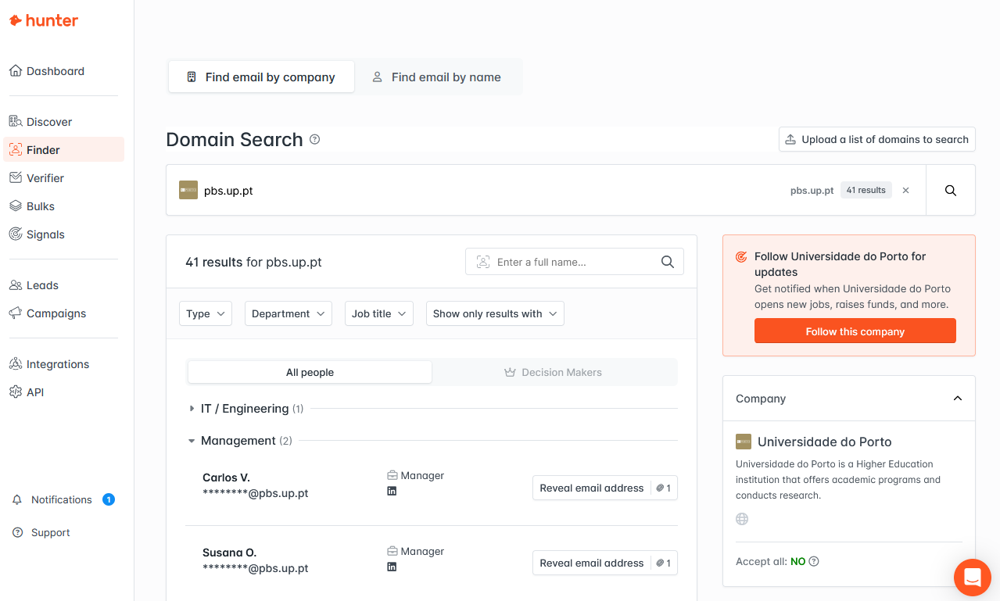 hunter
Dashboard
Discover
Finder
Verifier
Bulks
Signals
Leads
Campaigns
Integrations
API
Notifications 1
Support
Find email by company
Find email by name
Domain Search
Upload a list of domains to search
pbs.up.pt
pbs.up.pt 41 results
41 results for pbs.up.pt
Enter a full name...
Type
Department
Job title
Show only results with
All people
Decision Makers
IT / Engineering (1)
Management (2)
Carlos V.
********@pbs.up.pt
Manager
Reveal email address 1
Susana O.
********@pbs.up.pt
Manager
Reveal email address 1
Follow Universidade do Porto for
updates
Get notified when Universidade do Porto
opens new jobs, raises funds, and more.
Follow this company
Company
Universidade do Porto
Universidade do Porto is a Higher Education
institution that offers academic programs and
conducts research.
Accept all: NO